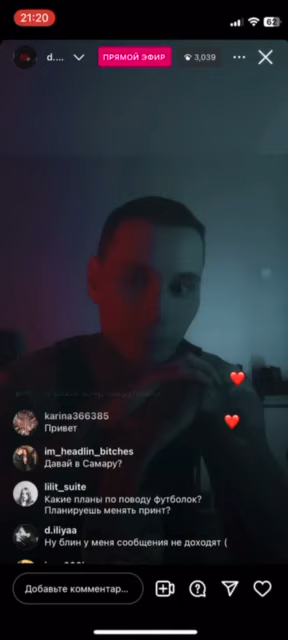 21:20
62
d....
ПРЯМОЙ ЭФИР
3,039
karina366385
Привет
im_headlin_bitches
Давай в Самару?
lilit_suite
Какие планы по поводу футболок?
Планируешь менять принт?
d.iliyaa
Ну блин у меня сообщения не доходят (
Добавьте комментар...